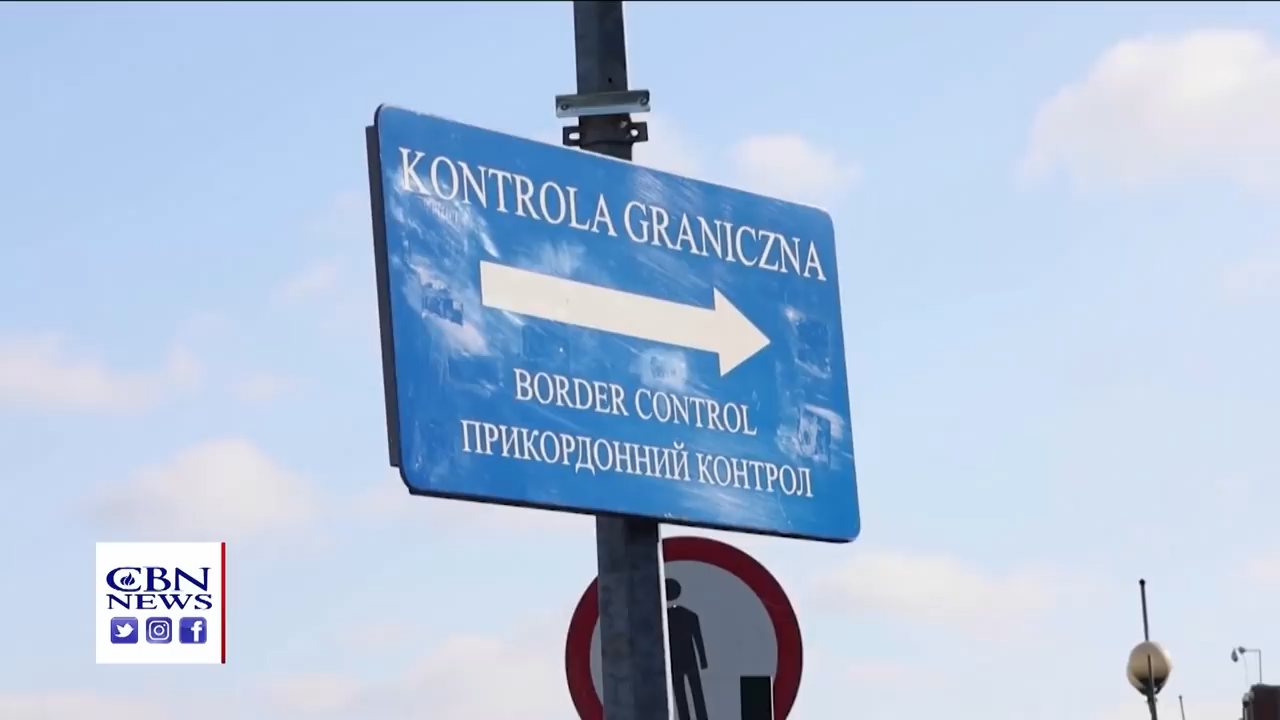 KONTROLA GRANICZNA
BORDER CONTROL
ПРИКОРДОННИЙ КОНТРОЛ
CBN
NEWS